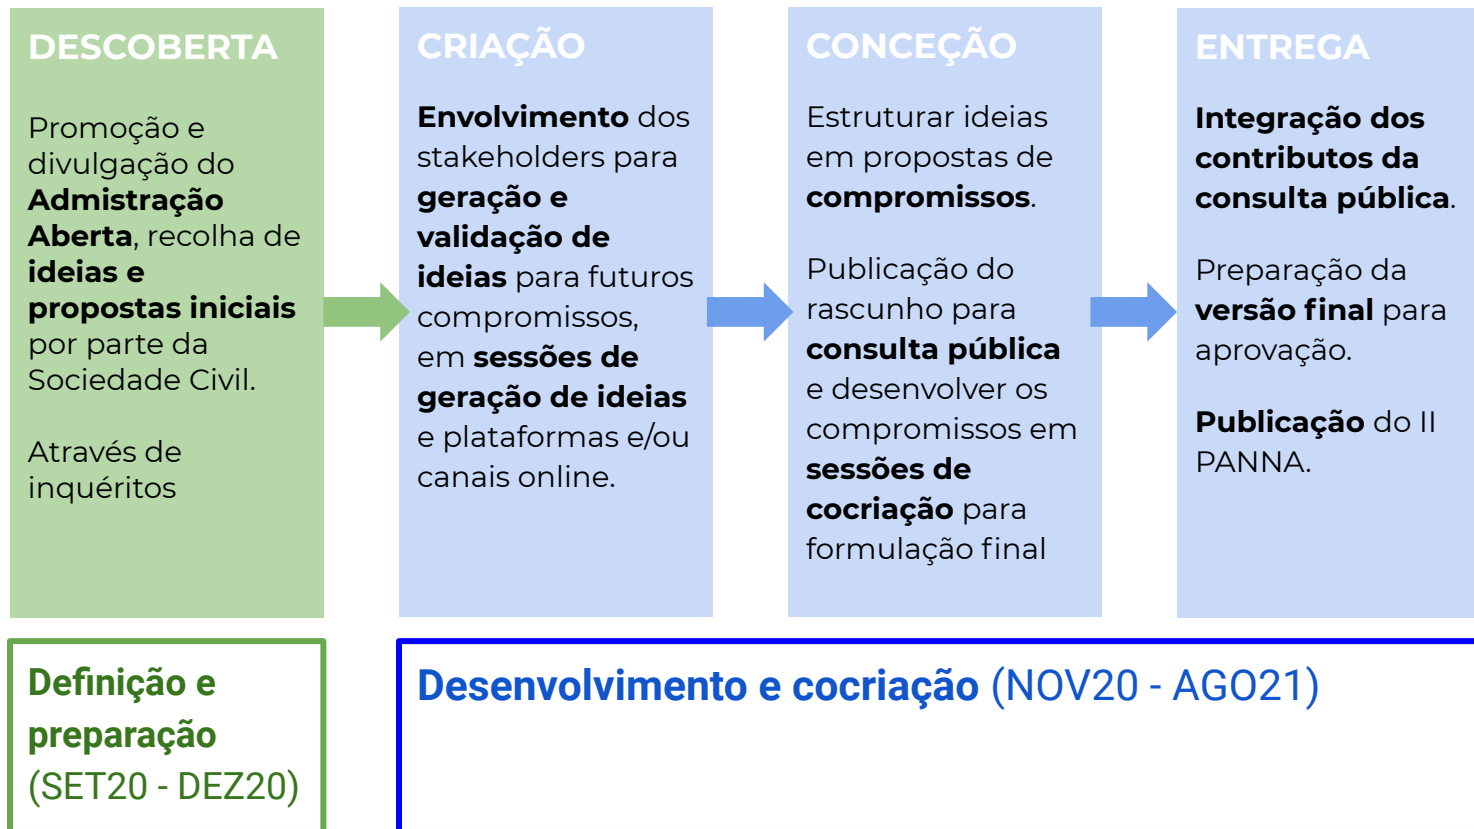 DESCOBERTA
Promoção e
divulgação do
Admistração
Aberta, recolha de
ideias e
propostas iniciais
por parte da
Sociedade Civil.
Através de
inquéritos
CRIAÇÃO
Envolvimento dos
stakeholders para
geração e
validação de
ideias para futuros
compromissos,
em sessões de
geração de ideias
e plataformas e/ou
canais online.
CONCEÇÃO
Estruturar ideias
em propostas de
compromissos.
Publicação do
rascunho para
consulta pública
e desenvolver os
compromissos em
sessões de
cocriação para
formulação final
ENTREGA
Integração dos
contributos da
consulta pública.
Preparação da
versão final para
aprovação.
Publicação do II
PANNA.
Definição e
preparação
(SET20 - DEZ20)
Desenvolvimento e cocriação (NOV20 - AGO21)